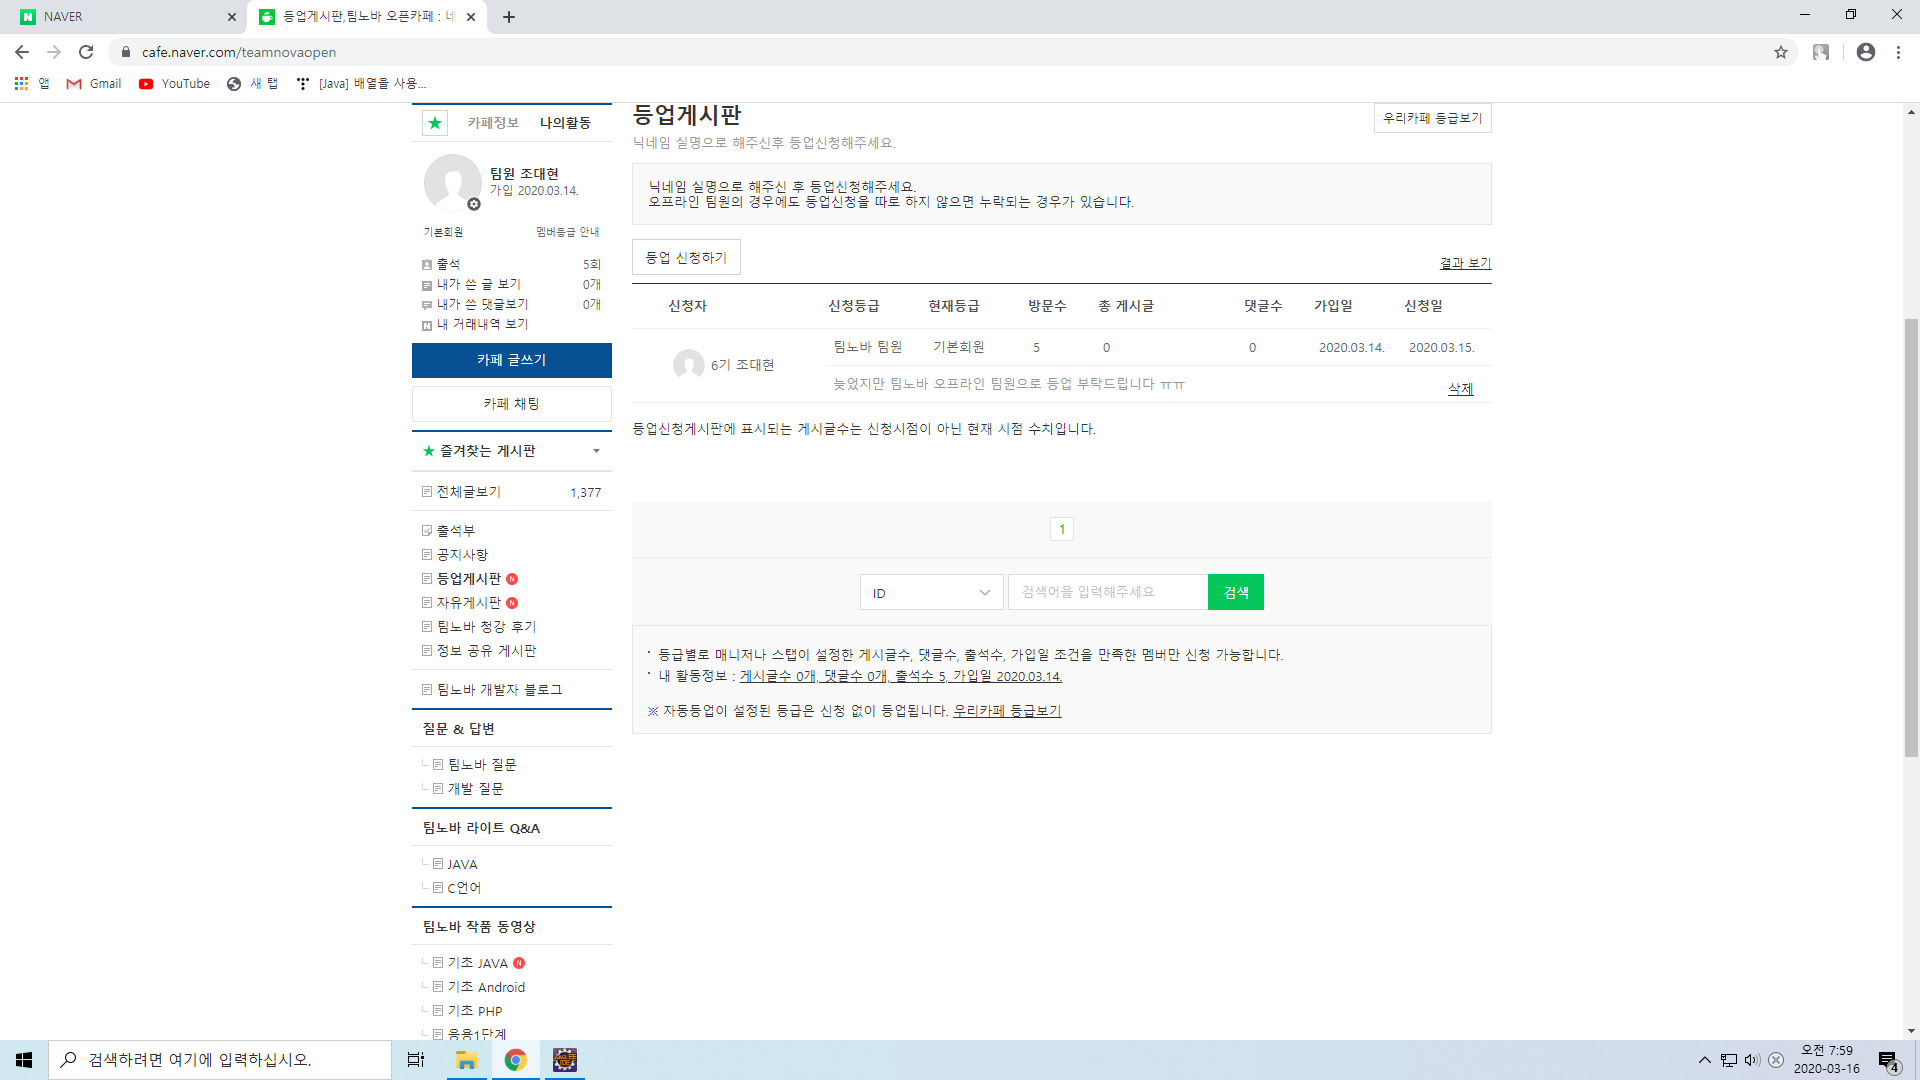 NAVER
등업게시판,팀노바 오픈카페 : 네
cafe.naver.com/teamnovaopen
앱
Gmail
YouTube
새 탭
[Java] 배열을 사용...
카페정보
나의활동
팀원 조대현
가입 2020.03.14.
기본회원
멤버등급 안내
출석 5회
내가 쓴 글 보기 0개
내가 쓴 댓글보기 0개
내 거래내역 보기
카페 글쓰기
카페 채팅
즐겨찾는 게시판
전체글보기 1,377
출석부
공지사항
등업게시판 N
자유게시판 N
팀노바 청강 후기
정보 공유 게시판
팀노바 개발자 블로그
질문 & 답변
팀노바 질문
개발 질문
팀노바 라이트 Q&A
JAVA
C언어
팀노바 작품 동영상
기초 JAVA N
기초 Android
기초 PHP
응용1단계
등업게시판
우리카페 등급보기
닉네임 실명으로 해주신후 등업신청해주세요.
닉네임 실명으로 해주신 후 등업신청해주세요.
오프라인 팀원의 경우에도 등업신청을 따로 하지 않으면 누락되는 경우가 있습니다.
등업 신청하기
결과 보기
신청자 신청등급 현재등급 방문수 총 게시글 댓글수 가입일 신청일
6기 조대현
팀노바 팀원 기본회원 5 0 0 2020.03.14. 2020.03.15.
늦었지만 팀노바 오프라인 팀원으로 등업 부탁드립니다 ㅠㅠ
삭제
등업신청게시판에 표시되는 게시글수는 신청시점이 아닌 현재 시점 수치입니다.
1
ID
검색어을 입력해주세요
검색
· 등급별로 매니저나 스탭이 설정한 게시글수, 댓글수, 출석수, 가입일 조건을 만족한 멤버만 신청 가능합니다.
· 내 활동정보 : 게시글수 0개, 댓글수 0개, 출석수 5, 가입일 2020.03.14.
※ 자동등업이 설정된 등급은 신청 없이 등업됩니다. 우리카페 등급보기
검색하려면 여기에 입력하십시오.
오전 7:59
2020-03-16
4